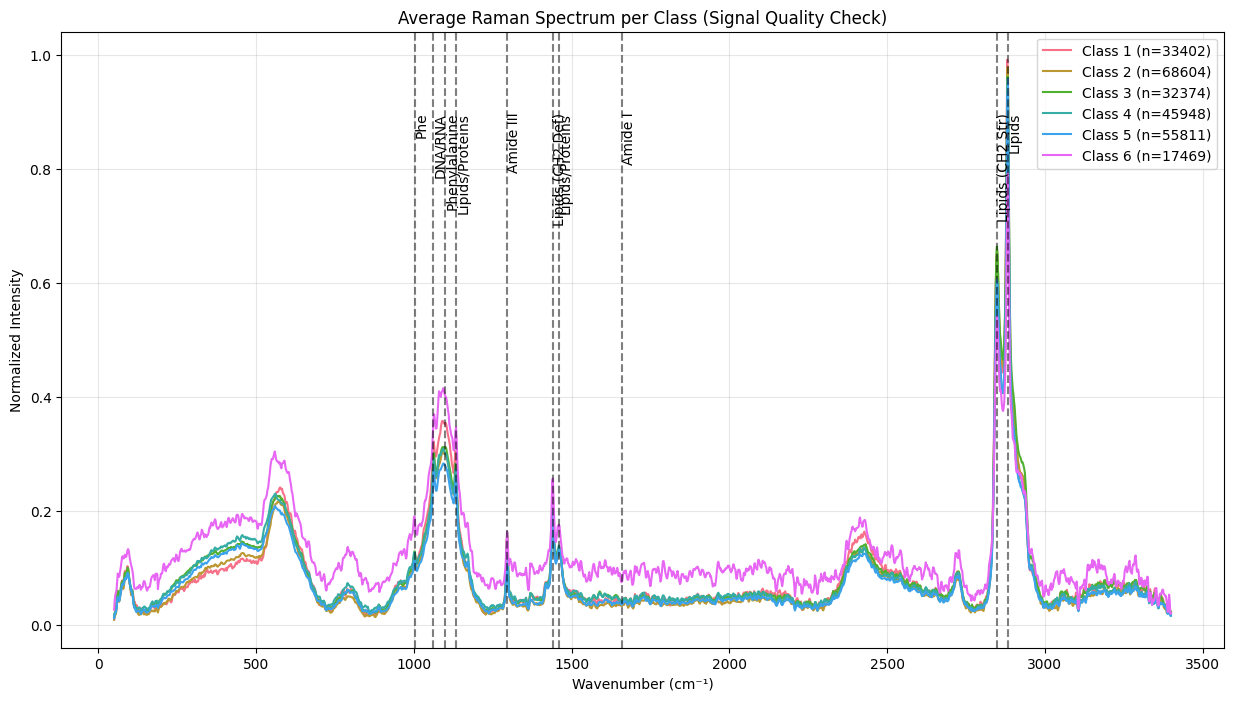 Average Raman Spectrum per Class (Signal Quality Check)
Normalized Intensity
1.0
0.8
0.6
0.4
0.2
0.0
Phe
DNA/RNA
Phenylalanine
Lipids/Proteins
Amide III
Lipids (CH2 Def)
Lipids/Proteins
Amide I
Lipids (CH2 Str)
Lipids
Class 1 (n=33402)
Class 2 (n=68604)
Class 3 (n=32374)
Class 4 (n=45948)
Class 5 (n=55811)
Class 6 (n=17469)
0 500 1000 1500 2000 2500 3000 3500
Wavenumber (cm⁻¹)